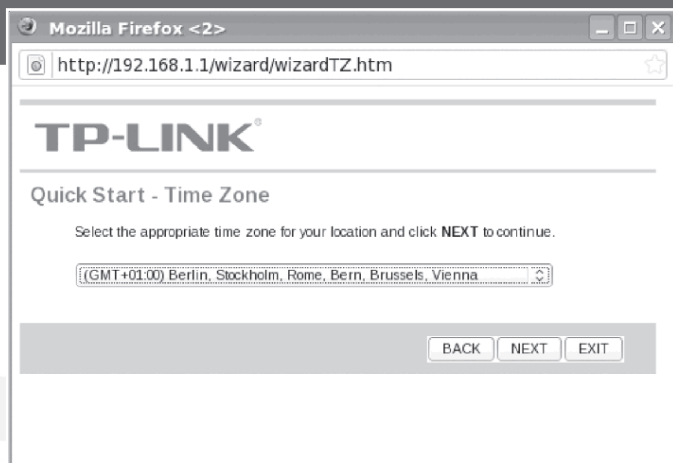 Mozilla Firefox <2>
http://192.168.1.1/wizard/wizardTZ.htm
TP-LINK®
Quick Start - Time Zone
Select the appropriate time zone for your location and click NEXT to continue.
(GMT+01:00) Berlin, Stockholm, Rome, Bern, Brussels, Vienna
BACK NEXT EXIT